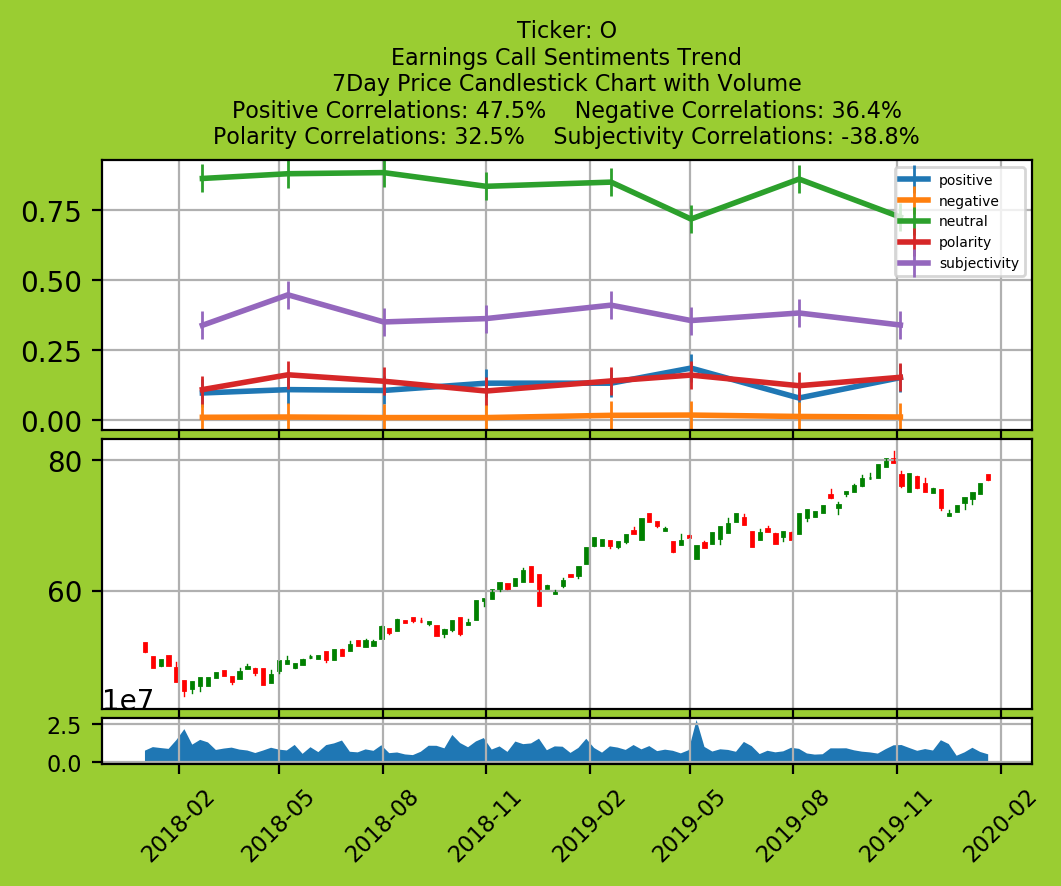 Ticker: O
Earnings Call Sentiments Trend
7Day Price Candlestick Chart with Volume
Positive Correlations: 47.5%    Negative Correlations: 36.4%
Polarity Correlations: 32.5%    Subjectivity Correlations: -38.8%
positive
negative
neutral
polarity
subjectivity
0.75
0.50
0.25
0.00
80
60
1e7
2.5
0.0
2018-02
2018-05
2018-08
2018-11
2019-02
2019-05
2019-08
2019-11
2020-02